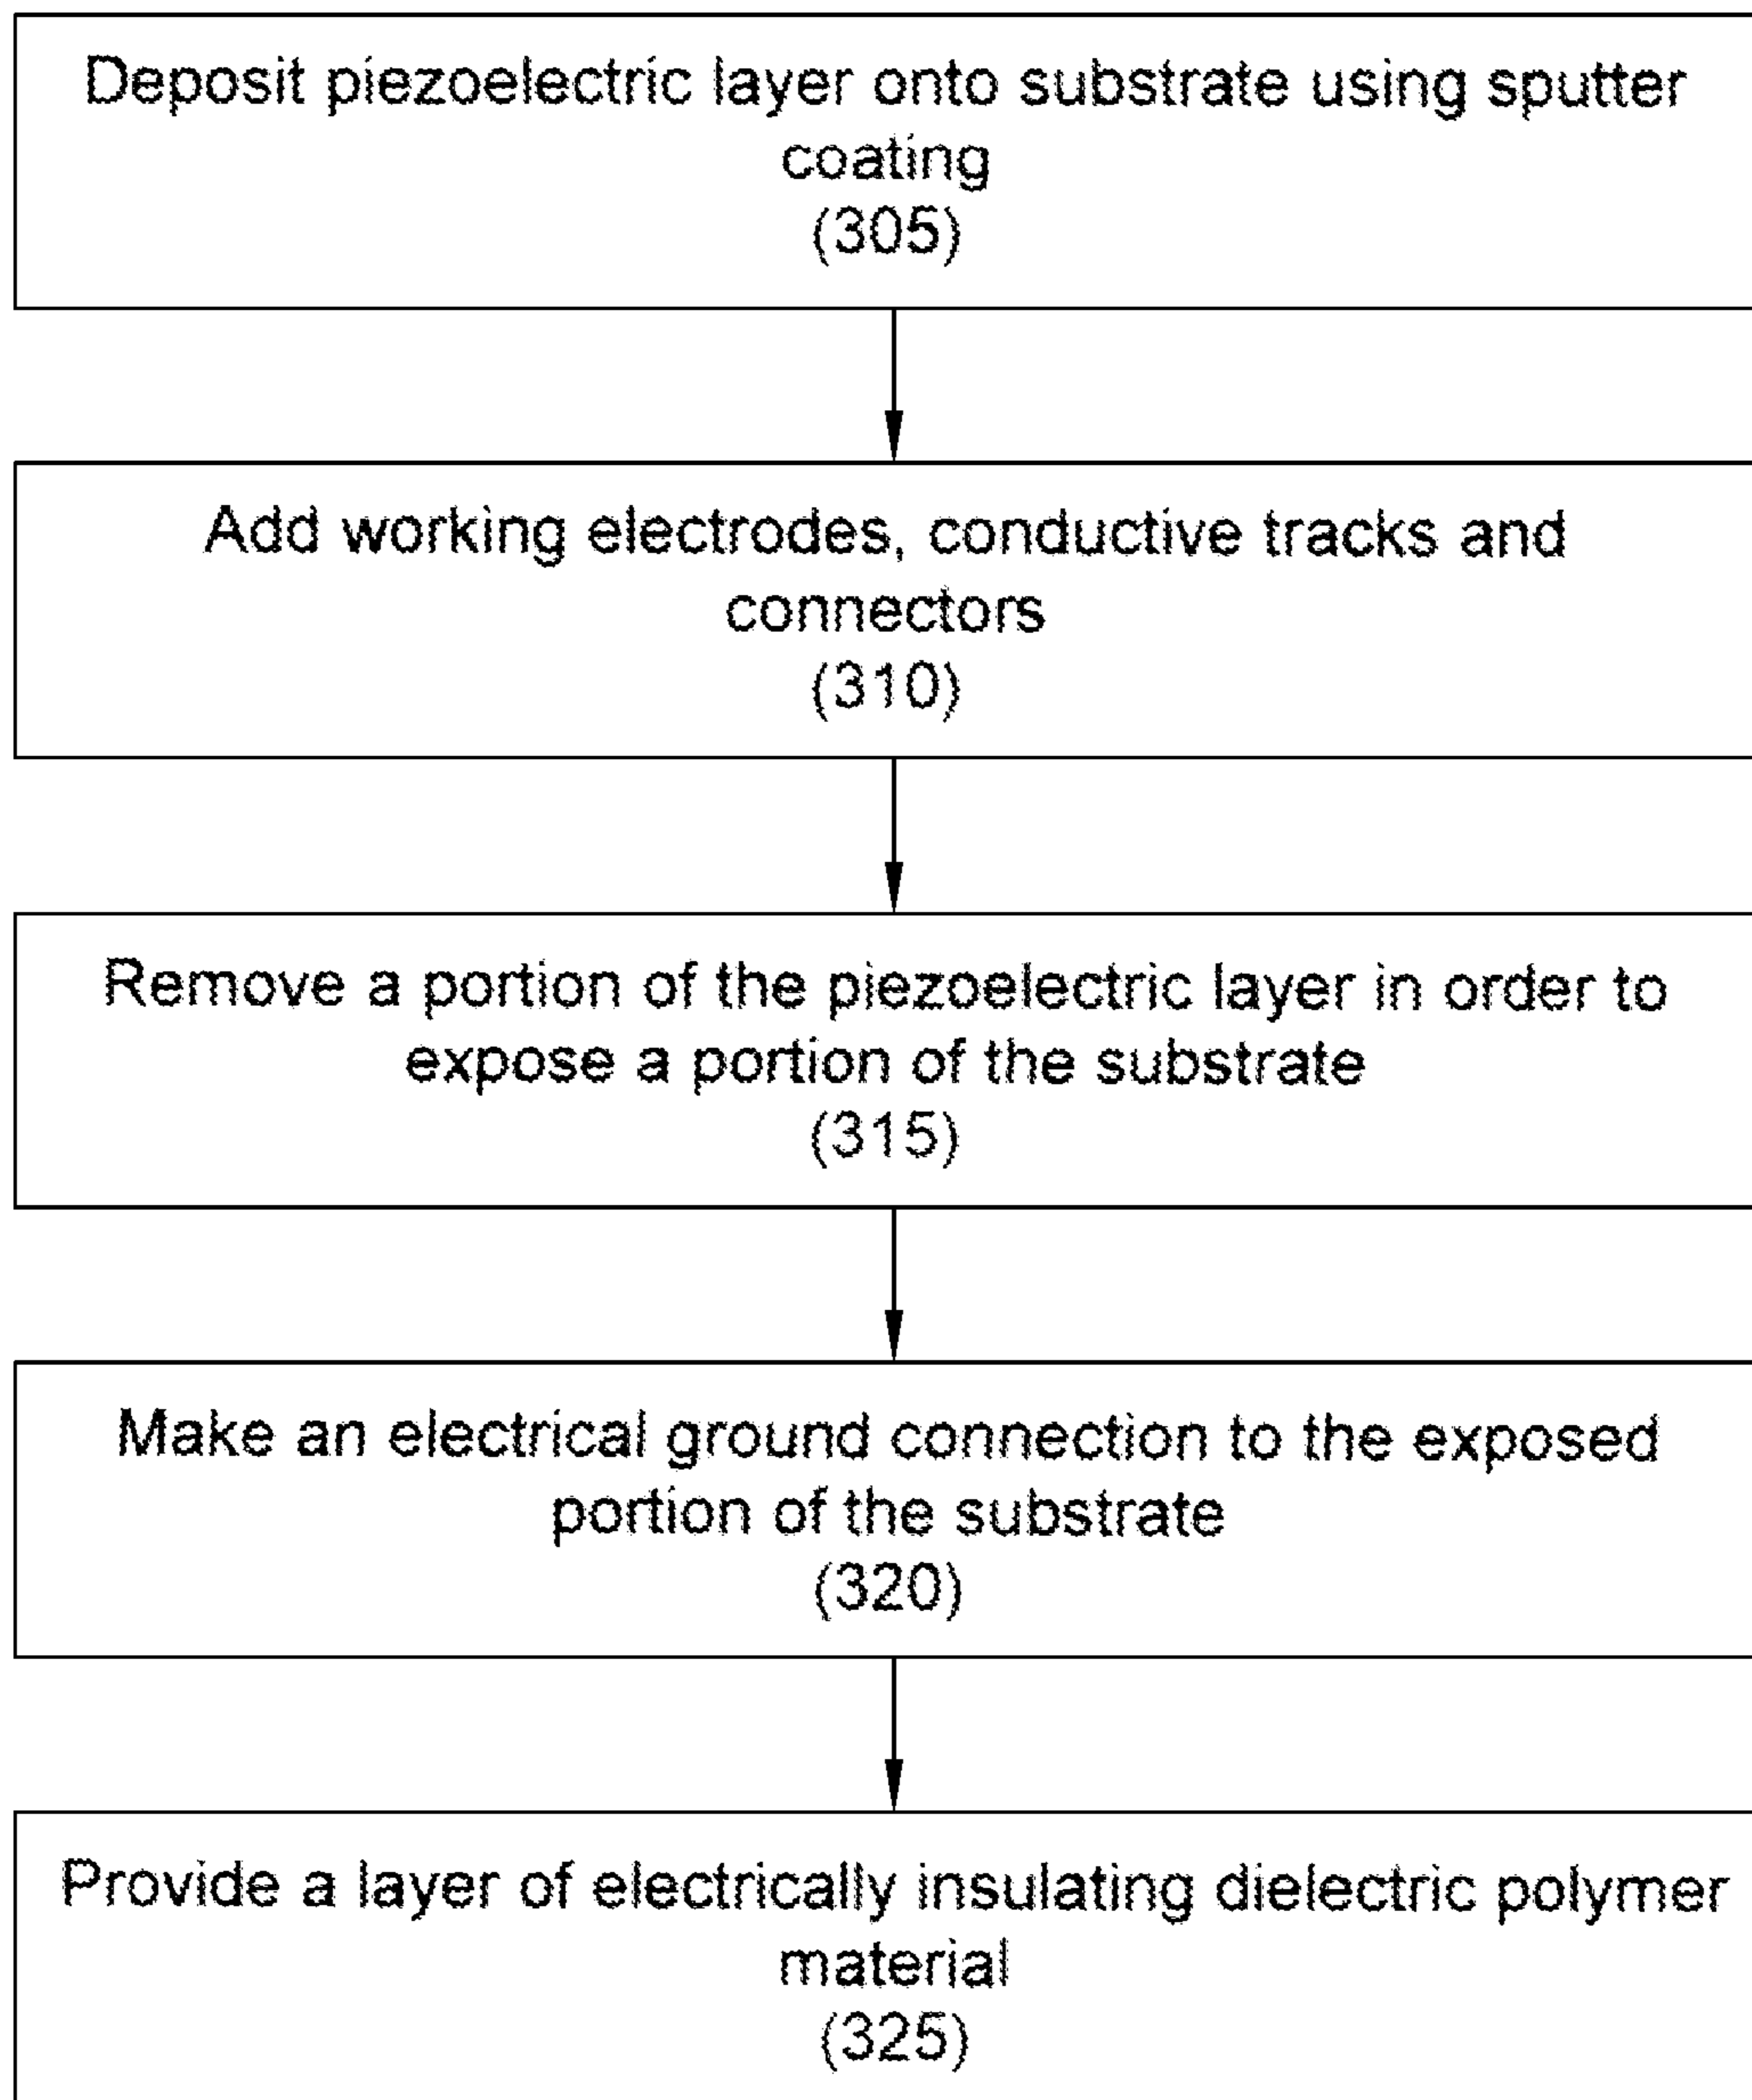 Deposit piezoelectric layer onto substrate using sputter
coating
(305)
Add working electrodes, conductive tracks and
connectors
(310)
Remove a portion of the piezoelectric layer in order to
expose a portion of the substrate
(315)
Make an electrical ground connection to the exposed
portion of the substrate
(320)
Provide a layer of electrically insulating dielectric polymer
material
(325)